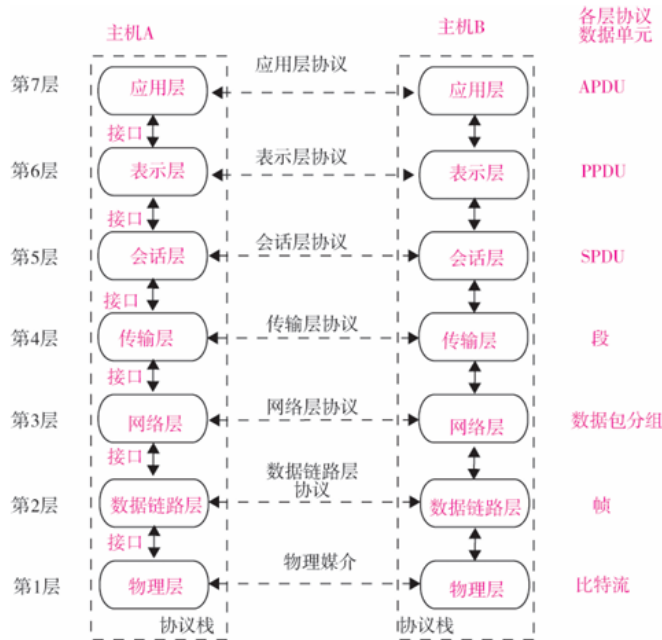 主机A
主机B
各层协议
数据单元
第7层
应用层
应用层协议
应用层
APDU
接口
第6层
表示层
表示层协议
表示层
PPDU
接口
第5层
会话层
会话层协议
会话层
SPDU
接口
第4层
传输层
传输层协议
传输层
段
接口
第3层
网络层
网络层协议
网络层
数据包分组
接口
第2层
数据链路层
数据链路层
协议
数据链路层
帧
接口
第1层
物理层
物理媒介
物理层
比特流
协议栈
协议栈